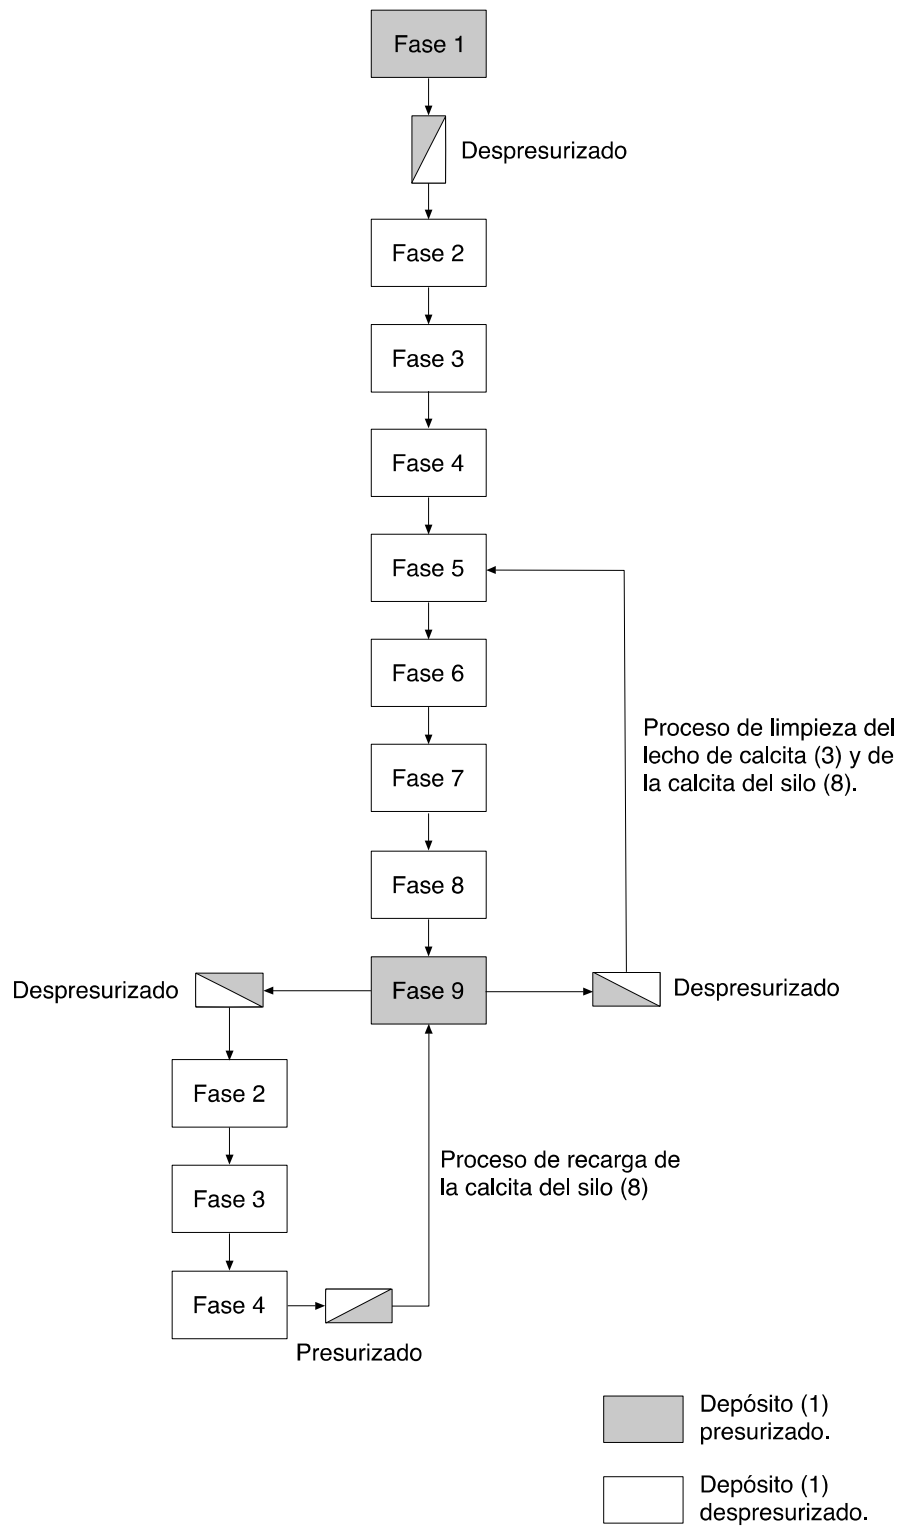 Fase 1
Despresurizado
Fase 2
Fase 3
Fase 4
Fase 5
Fase 6
Proceso de limpieza del
lecho de calcita (3) y de
la calcita del silo (8).
Fase 7
Fase 8
Despresurizado
Fase 9
Despresurizado
Fase 2
Proceso de recarga de
la calcita del silo (8)
Fase 3
Fase 4
Presurizado
Depósito (1)
presurizado.
Depósito (1)
despresurizado.